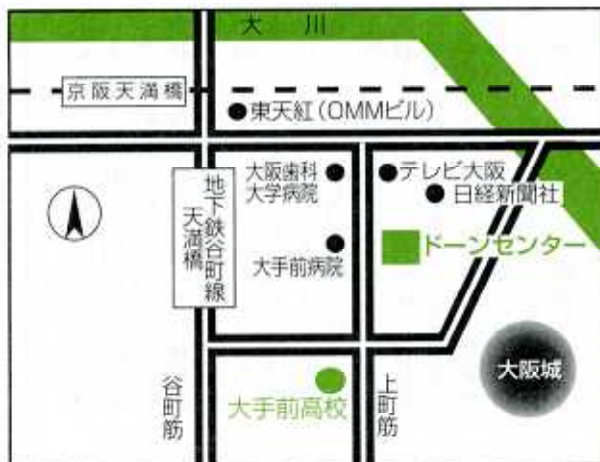 大川
京阪天満橋
東天紅(OMMビル)
大阪歯科
大学病院
テレビ大阪
日経新聞社
地下鉄谷町線
天満橋
大手前病院
ドーンセンター
大阪城
谷町筋
大手前高校
上町筋